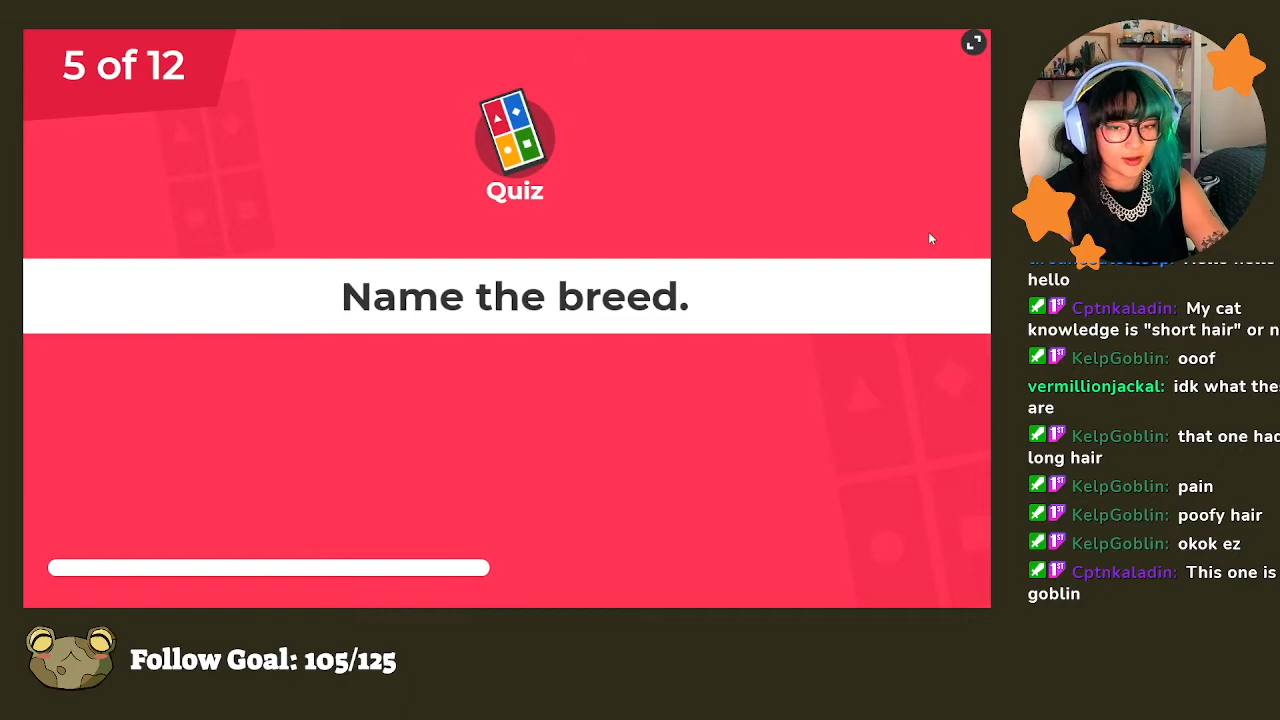 5 of 12
Quiz
Name the breed.
hello
Cptnkaladin: My cat
knowledge is "short hair" or n
KelpGoblin: ooof
vermillionjackal: idk what the
are
KelpGoblin: that one had
long hair
KelpGoblin: pain
KelpGoblin: poofy hair
KelpGoblin: okok ez
Cptnkaladin: This one is
goblin
Follow Goal: 105/125